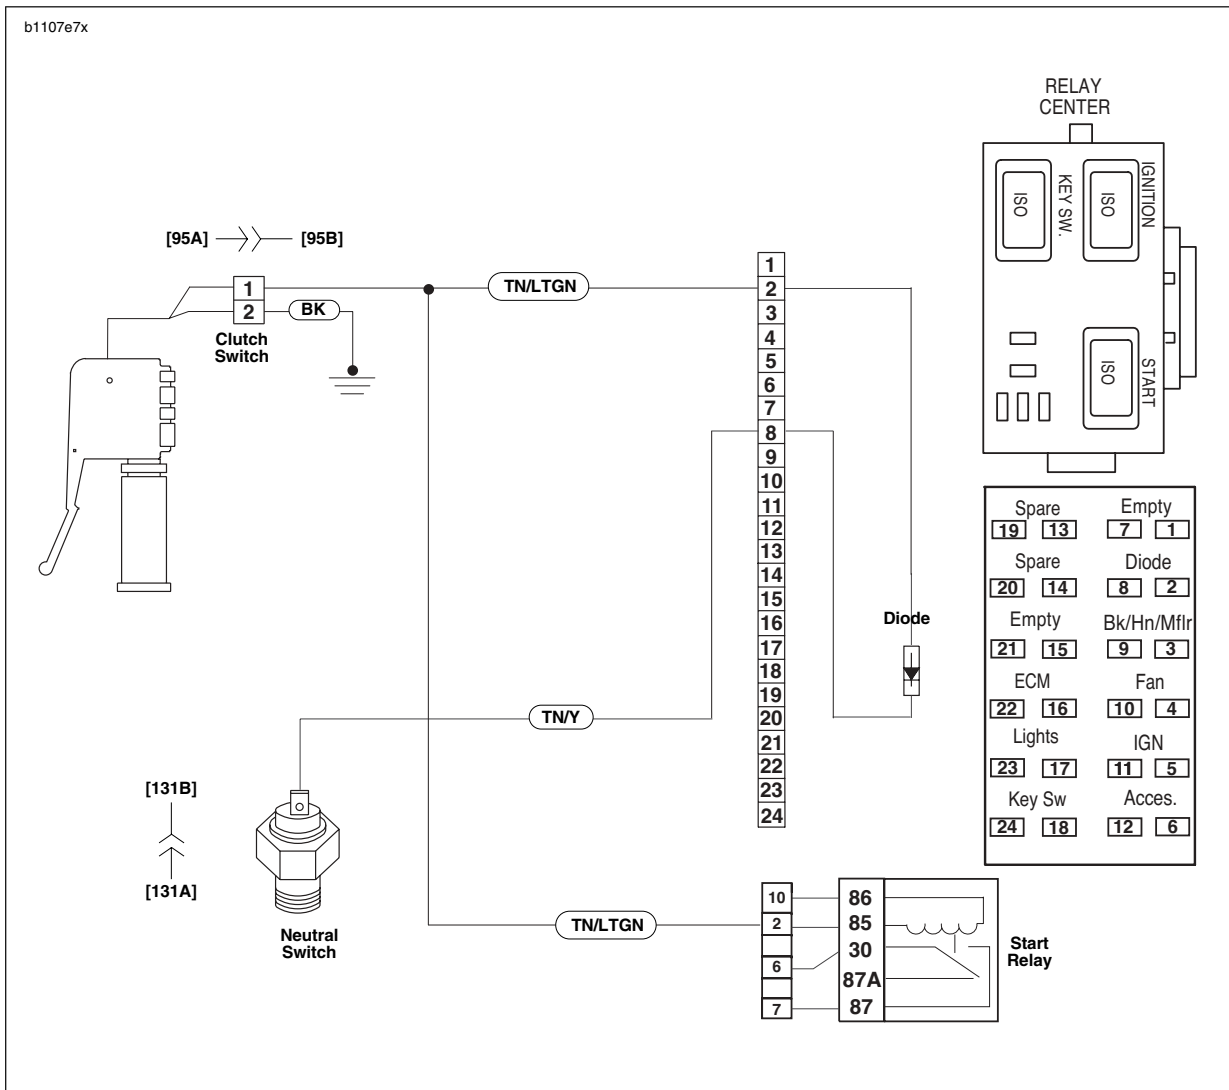 b1107e7x
RELAY
CENTER
ISO
KEY SW.
ISO
IGNITION
ISO
START
[95A]
[95B]
1
2
BK
Clutch
Switch
TN/LTGN
1
2
3
4
5
6
7
8
9
10
11
12
13
14
15
16
17
18
19
20
21
22
23
24
Diode
TN/Y
[131B]
[131A]
Neutral
Switch
Spare Empty
19 13 7 1
Spare Diode
20 14 8 2
Empty Bk/Hn/Mflr
21 15 9 3
ECM Fan
22 16 10 4
Lights IGN
23 17 11 5
Key Sw Acces.
24 18 12 6
TN/LTGN
10 86
2 85
30
6
87A
7 87
Start
Relay